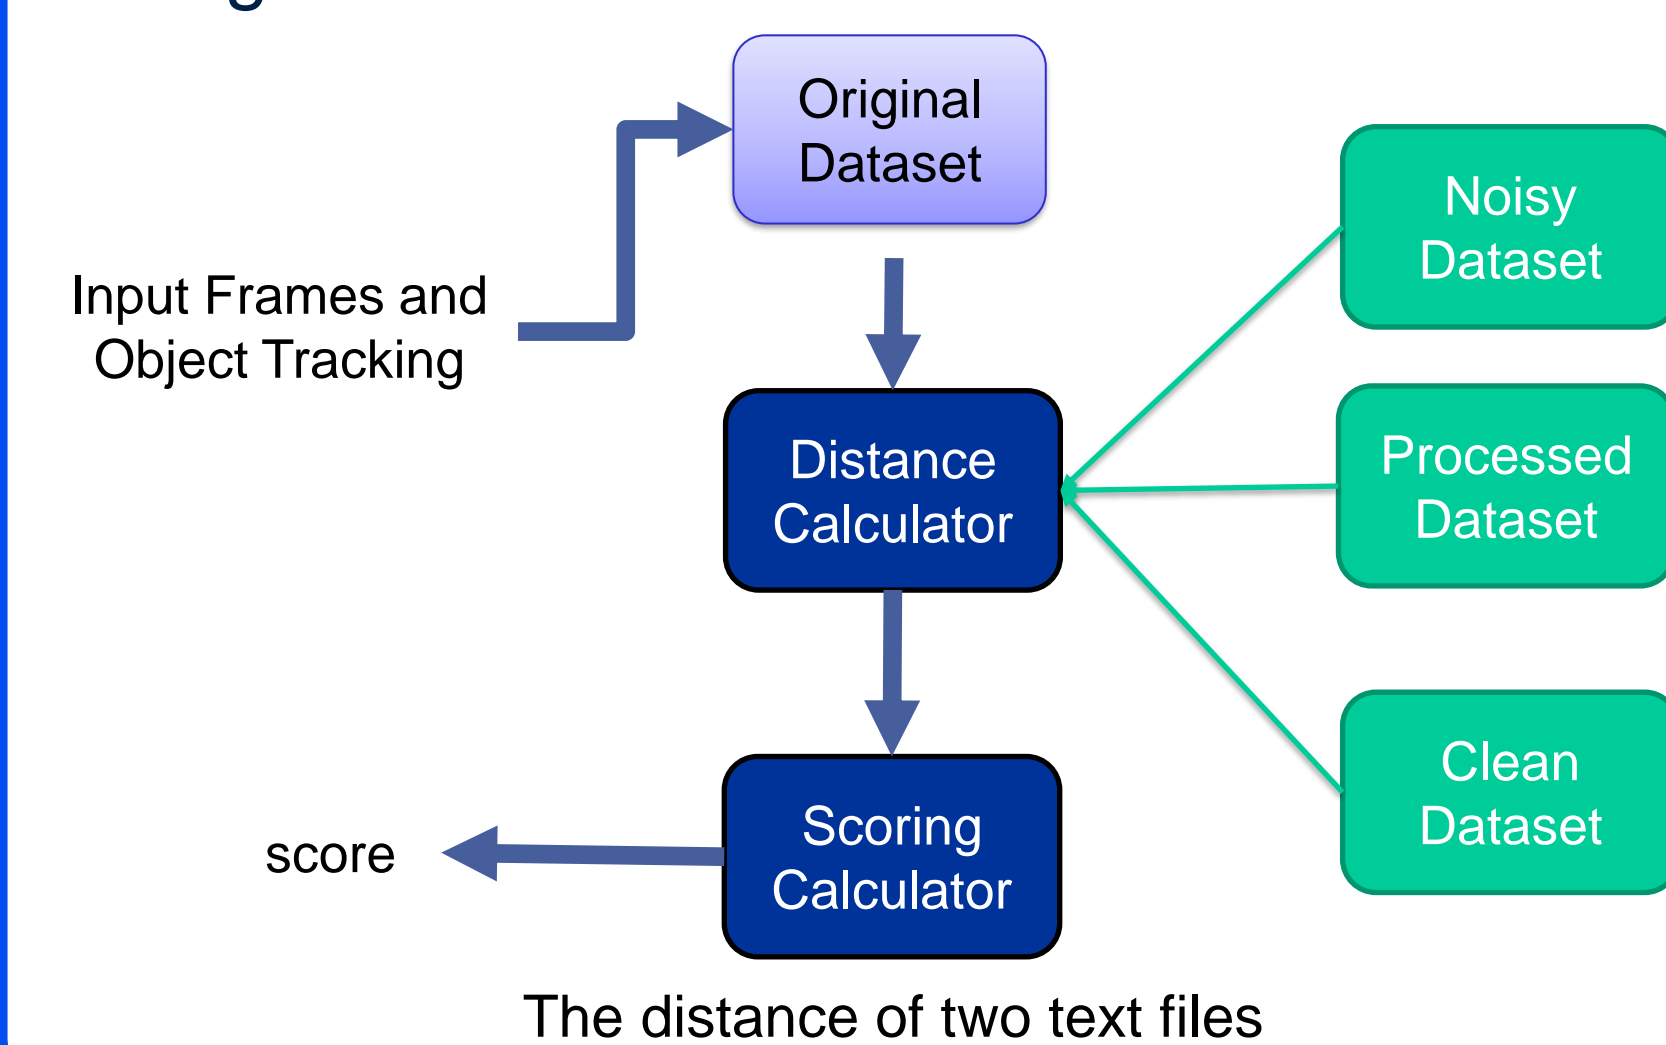 Original
Dataset
Noisy
Dataset
Input Frames and
Object Tracking
Distance
Calculator
Processed
Dataset
Clean
Dataset
Scoring
Calculator
score
The distance of two text files